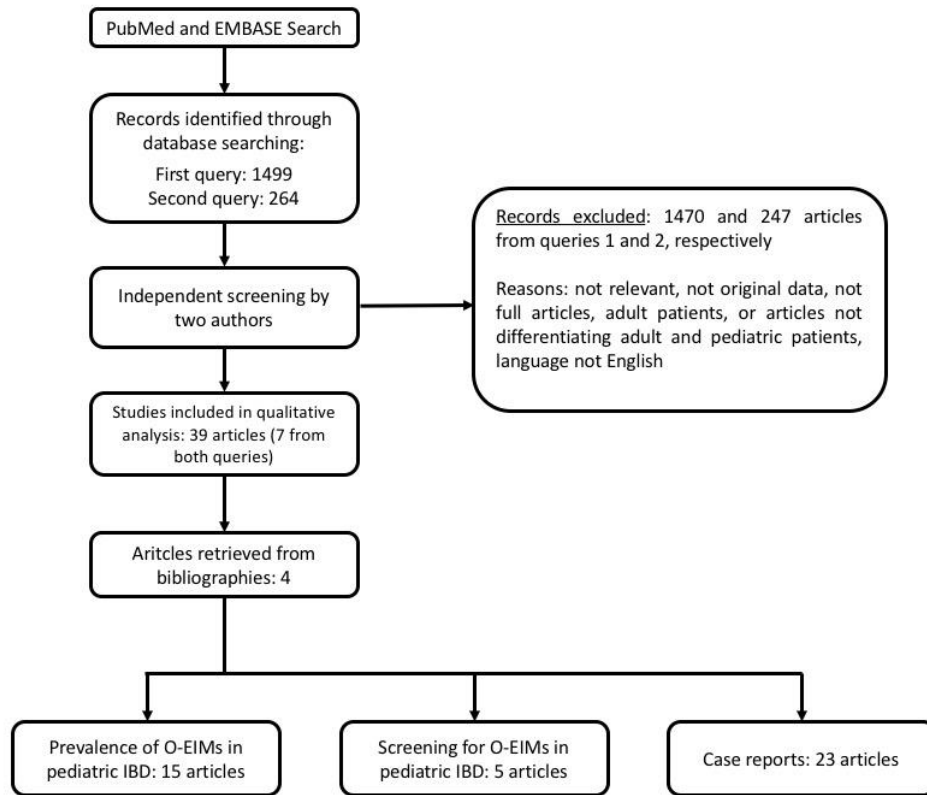 PubMed and EMBASE Search
Records identified through
database searching:
First query: 1499
Second query: 264
Independent screening by
two authors
Records excluded: 1470 and 247 articles
from queries 1 and 2, respectively
Reasons: not relevant, not original data, not
full articles, adult patients, or articles not
differentiating adult and pediatric patients,
language not English
Studies included in qualitative
analysis: 39 articles (7 from
both queries)
Aritcles retrieved from
bibliographies: 4
Prevalence of O-EIMs in
pediatric IBD: 15 articles
Screening for O-EIMs in
pediatric IBD: 5 articles
Case reports: 23 articles